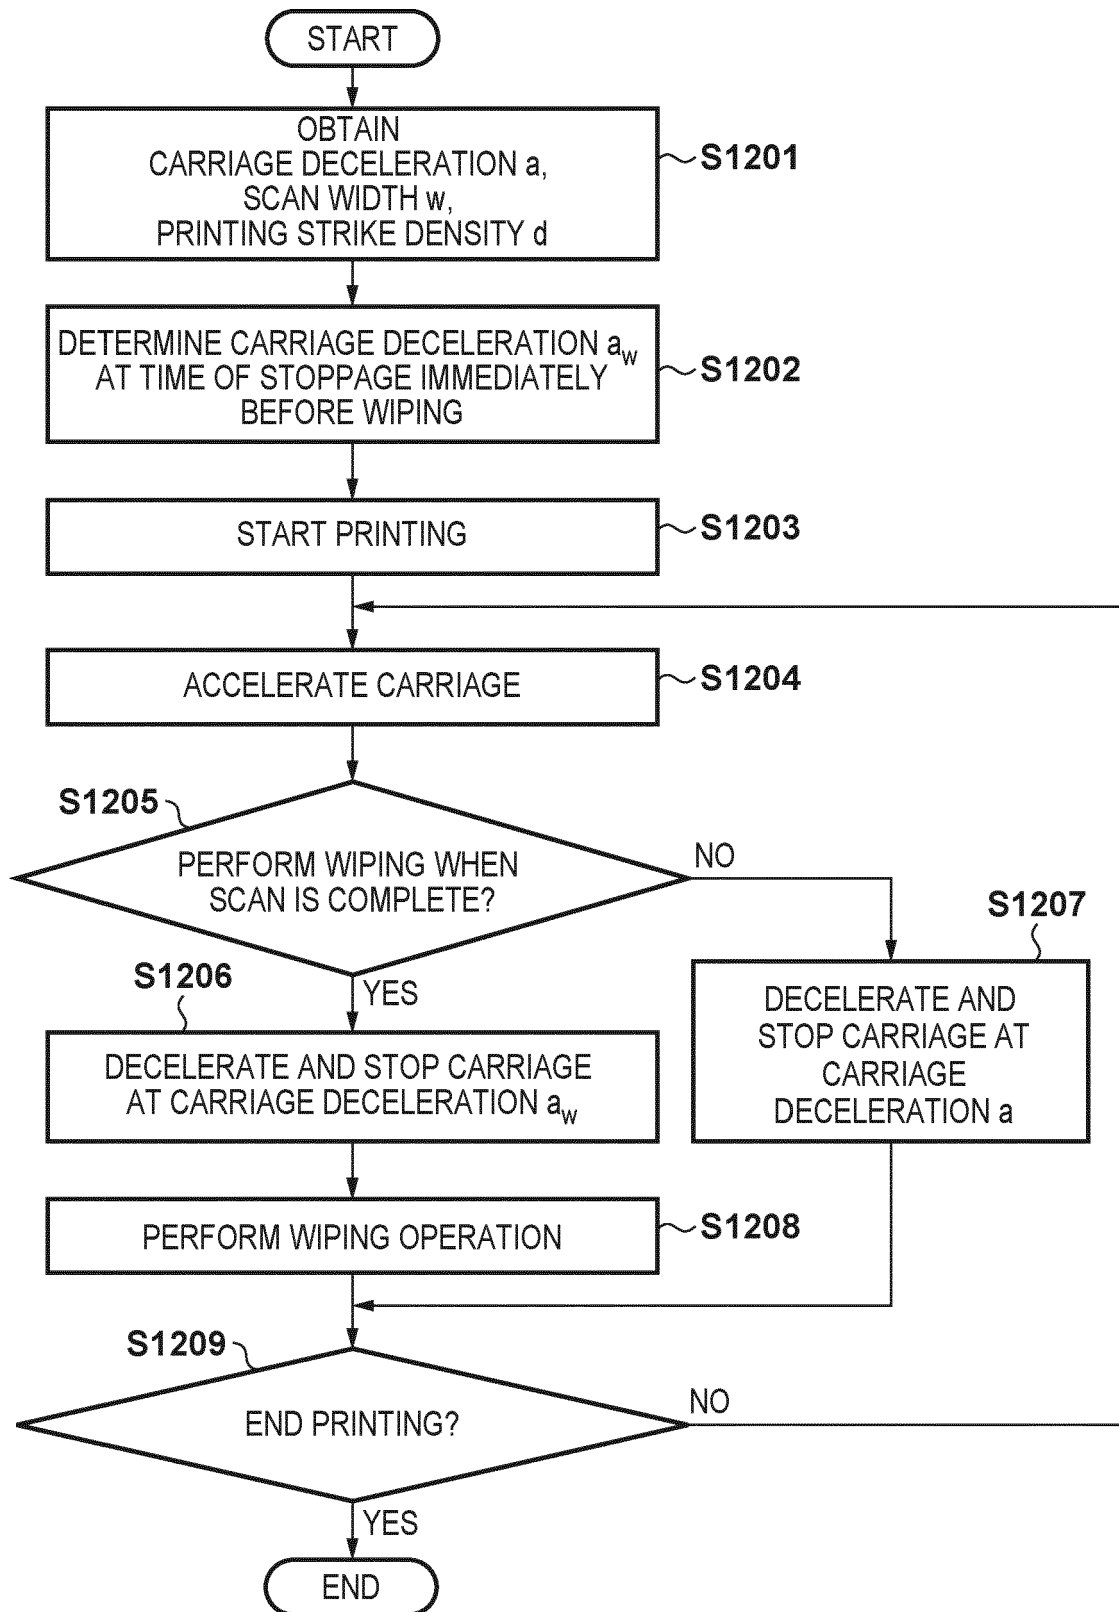 START
OBTAIN
CARRIAGE DECELERATION a,
SCAN WIDTH w,
PRINTING STRIKE DENSITY d
S1201
DETERMINE CARRIAGE DECELERATION aw
AT TIME OF STOPPAGE IMMEDIATELY
BEFORE WIPING
S1202
START PRINTING
S1203
ACCELERATE CARRIAGE
S1204
S1205
PERFORM WIPING WHEN
SCAN IS COMPLETE?
NO
YES
S1206
DECELERATE AND STOP CARRIAGE
AT CARRIAGE DECELERATION aw
S1207
DECELERATE AND
STOP CARRIAGE AT
CARRIAGE
DECELERATION a
PERFORM WIPING OPERATION
S1208
S1209
END PRINTING?
NO
YES
END